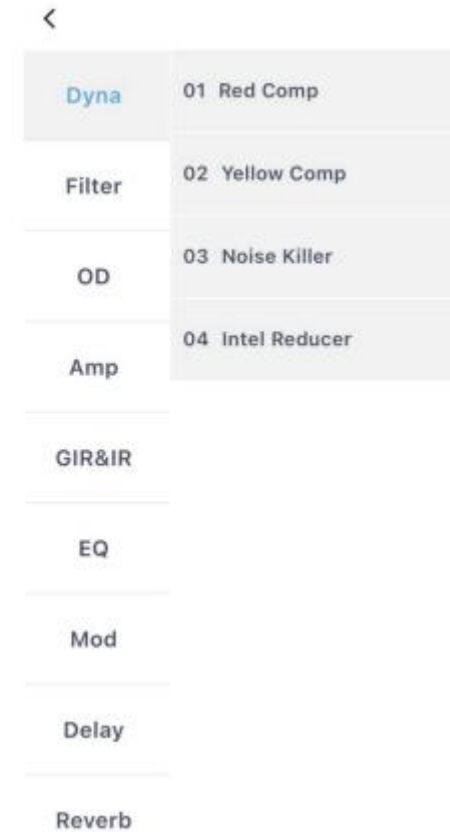 Dyna
Filter
OD
Amp
GIR&IR
EQ
Mod
Delay
Reverb
01 Red Comp
02 Yellow Comp
03 Noise Killer
04 Intel Reducer